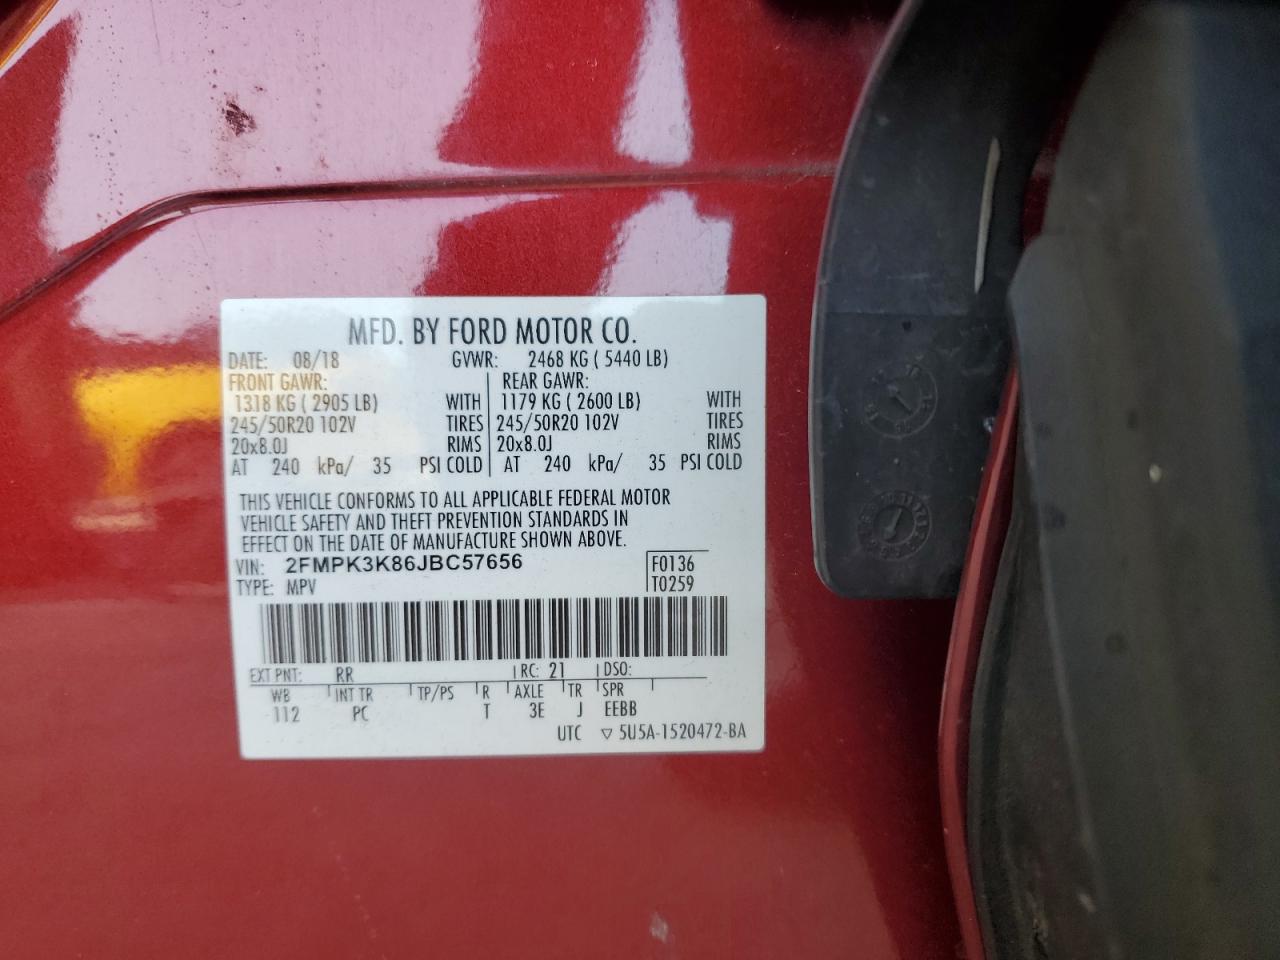 MFD. BY FORD MOTOR CO.
DATE: 08/18 GVWR: 2468 KG ( 5440 LB)
FRONT GAWR: REAR GAWR:
1318 KG ( 2905 LB) WITH 1179 KG ( 2600 LB) WITH
245/50R20 102V TIRES 245/50R20 102V TIRES
20x8.0J RIMS 20x8.0J RIMS
AT 240 kPa/ 35 PSI COLD AT 240 kPa/ 35 PSI COLD
THIS VEHICLE CONFORMS TO ALL APPLICABLE FEDERAL MOTOR
VEHICLE SAFETY AND THEFT PREVENTION STANDARDS IN
EFFECT ON THE DATE OF MANUFACTURE SHOWN ABOVE.
VIN: 2FMPK3K86JBC57656 F0136
TYPE: MPV T0259
EXT PNT: RR RC: 21 DSO:
WB INT TR TP/PS R AXLE TR SPR
112 PC T 3E J EEBB
UTC ▽ 5U5A-1520472-BA